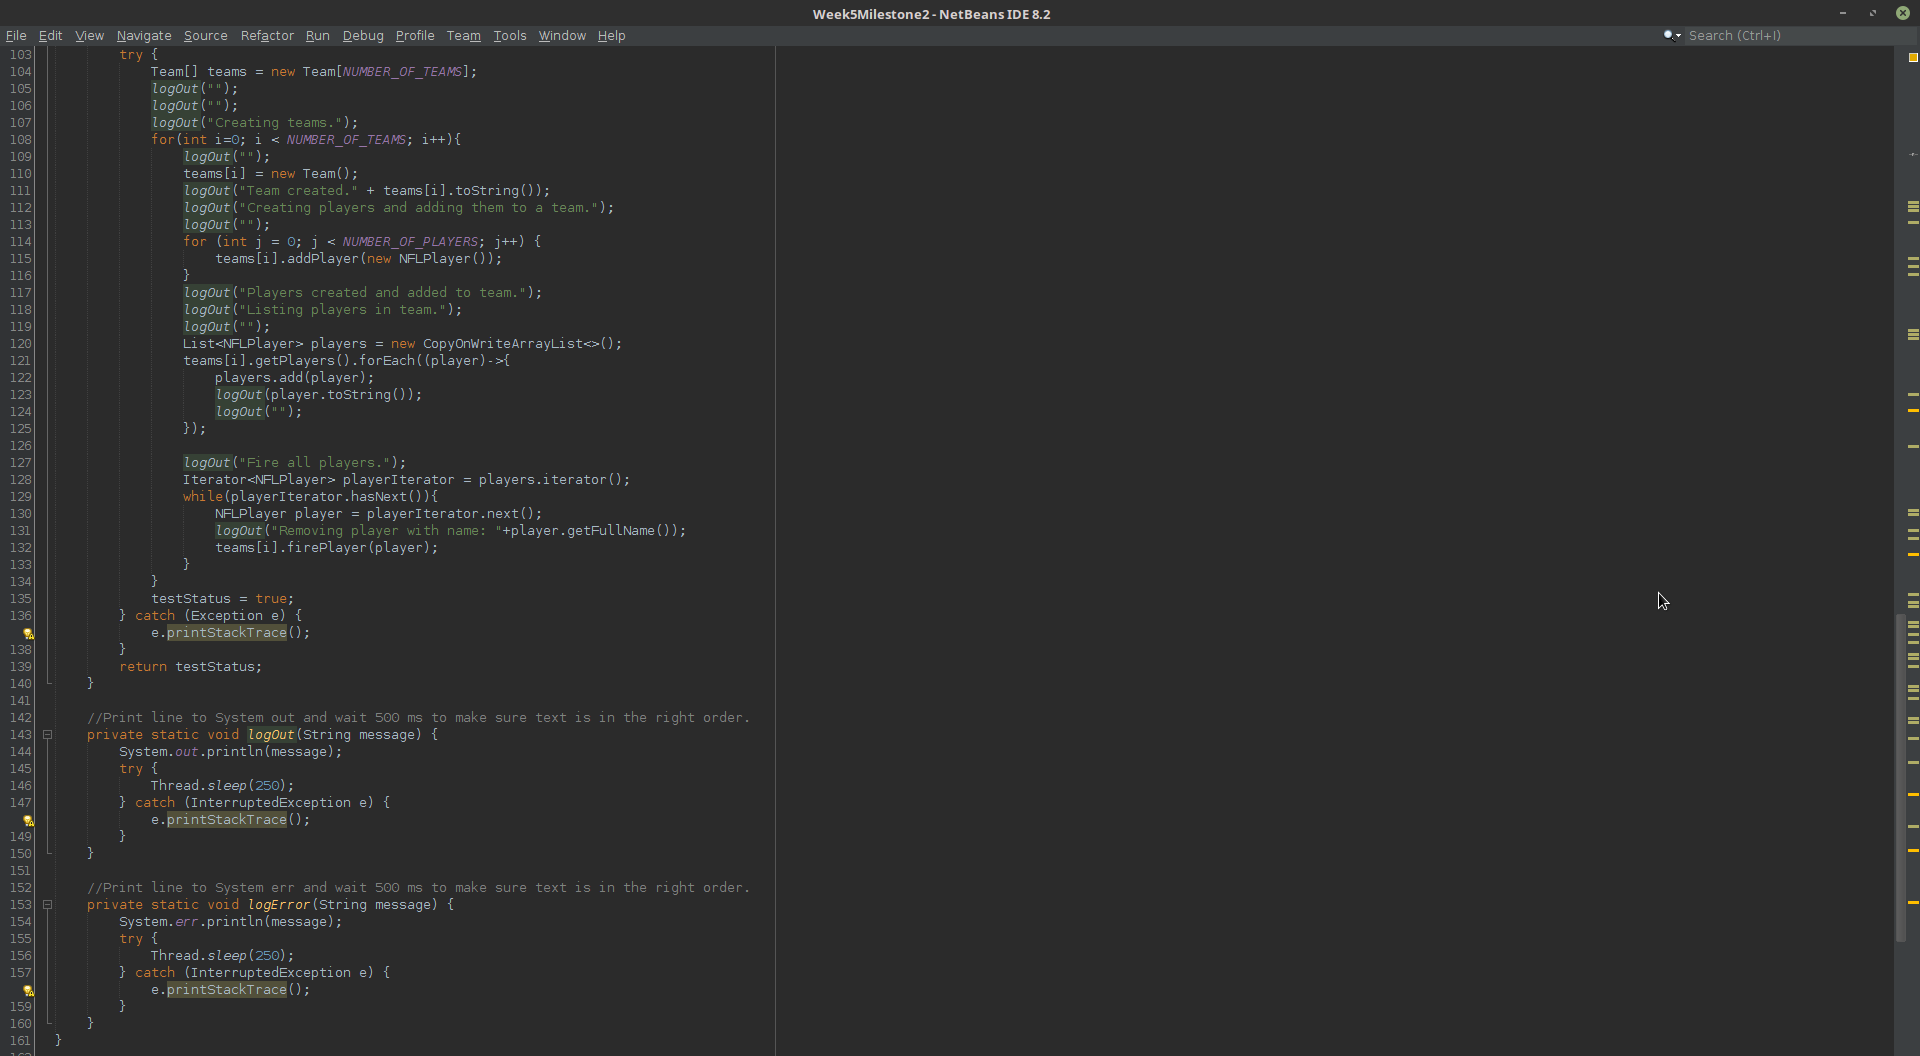 Week5Milestone2 - NetBeans IDE 8.2
File Edit View Navigate Source Refactor Run Debug Profile Team Tools Window Help Search (Ctrl+I)
103 try {
104 Team[] teams = new Team[NUMBER_OF_TEAMS];
105 logOut("");
106 logOut("");
107 logOut("Creating teams.");
108 for(int i=0; i < NUMBER_OF_TEAMS; i++){
109 logOut("");
110 teams[i] = new Team();
111 logOut("Team created." + teams[i].toString());
112 logOut("Creating players and adding them to a team.");
113 logOut("");
114 for (int j = 0; j < NUMBER_OF_PLAYERS; j++) {
115 teams[i].addPlayer(new NFLPlayer());
116 }
117 logOut("Players created and added to team.");
118 logOut("Listing players in team.");
119 logOut("");
120 List<NFLPlayer> players = new CopyOnWriteArrayList<>();
121 teams[i].getPlayers().forEach((player)->{
122 players.add(player);
123 logOut(player.toString());
124 logOut("");
125 });
126
127 logOut("Fire all players.");
128 Iterator<NFLPlayer> playerIterator = players.iterator();
129 while(playerIterator.hasNext()){
130 NFLPlayer player = playerIterator.next();
131 logOut("Removing player with name: "+player.getFullName());
132 teams[i].firePlayer(player);
133 }
134 }
135 testStatus = true;
136 } catch (Exception e) {
e.printStackTrace();
138 }
139 return testStatus;
140 }
141
142 //Print line to System out and wait 500 ms to make sure text is in the right order.
143 private static void logOut(String message) {
144 System.out.println(message);
145 try {
146 Thread.sleep(250);
147 } catch (InterruptedException e) {
e.printStackTrace();
149 }
150 }
151
152 //Print line to System err and wait 500 ms to make sure text is in the right order.
153 private static void logError(String message) {
154 System.err.println(message);
155 try {
156 Thread.sleep(250);
157 } catch (InterruptedException e) {
e.printStackTrace();
159 }
160 }
161 }